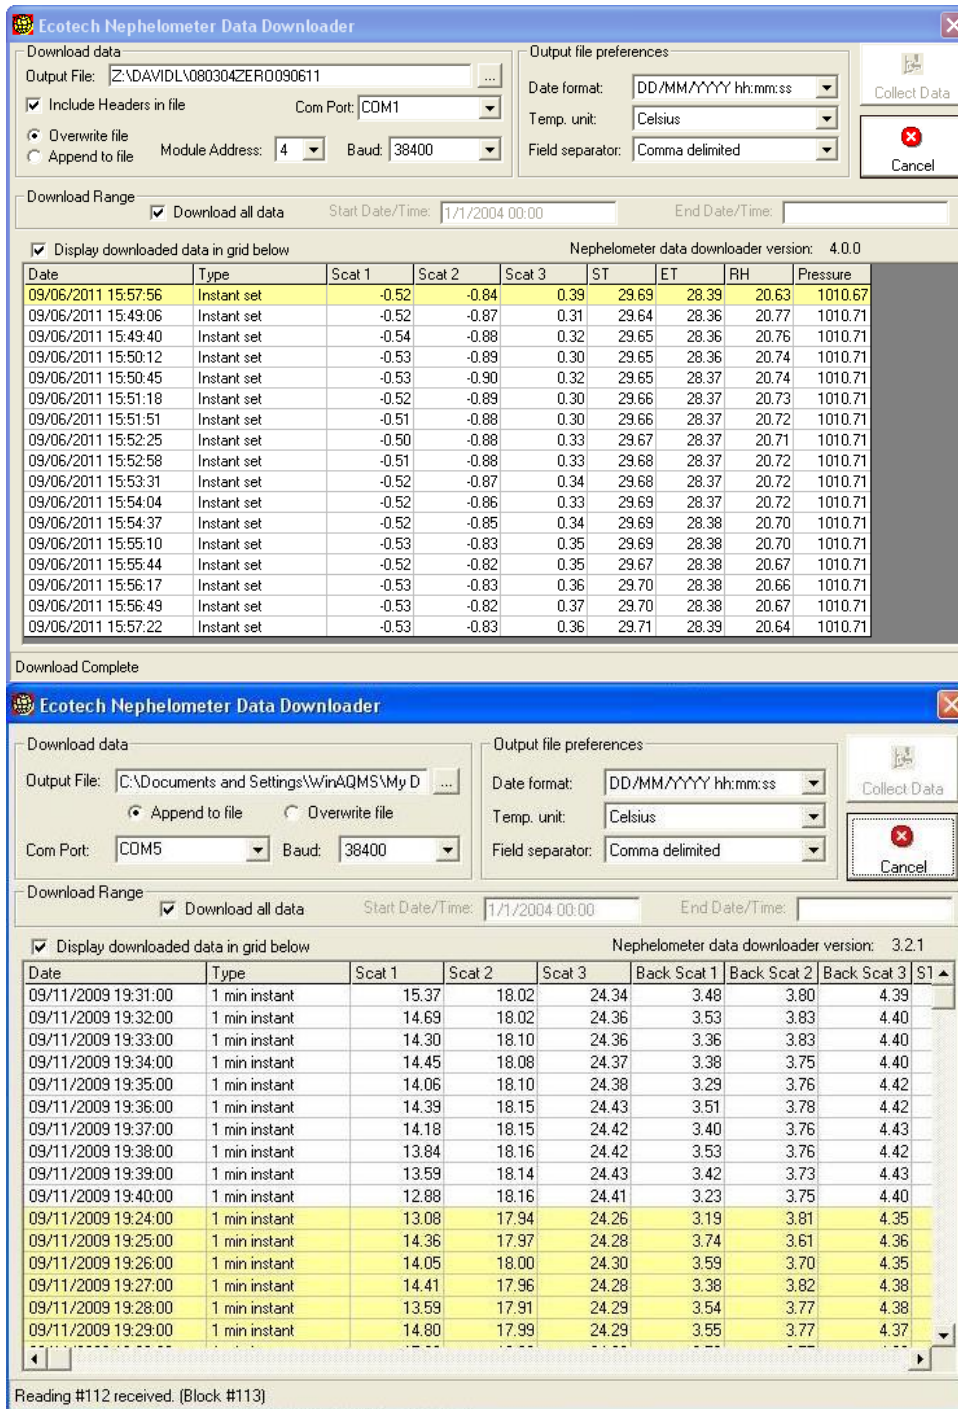 Ecotech Nephelometer Data Downloader
Download data
Output File: Z:\DAVIDL\080304ZERO090611 ...
Include Headers in file Com Port: COM1
Overwrite file
Append to file Module Address: 4 Baud: 38400
Output file preferences
Date format: DD/MM/YYYY hh:mm:ss
Temp. unit: Celsius
Field separator: Comma delimited
Collect Data
Cancel
Download Range
Download all data Start Date/Time: 1/1/2004 00:00 End Date/Time:
Display downloaded data in grid below Nephelometer data downloader version: 4.0.0
Date Type Scat 1 Scat 2 Scat 3 ST ET RH Pressure
09/06/2011 15:57:56 Instant set -0.52 -0.84 0.39 29.69 28.39 20.63 1010.67
09/06/2011 15:49:06 Instant set -0.52 -0.87 0.31 29.64 28.36 20.77 1010.71
09/06/2011 15:49:40 Instant set -0.54 -0.88 0.32 29.65 28.36 20.76 1010.71
09/06/2011 15:50:12 Instant set -0.53 -0.89 0.30 29.65 28.36 20.74 1010.71
09/06/2011 15:50:45 Instant set -0.53 -0.90 0.32 29.65 28.37 20.74 1010.71
09/06/2011 15:51:18 Instant set -0.52 -0.89 0.30 29.66 28.37 20.73 1010.71
09/06/2011 15:51:51 Instant set -0.51 -0.88 0.30 29.66 28.37 20.72 1010.71
09/06/2011 15:52:25 Instant set -0.50 -0.88 0.33 29.67 28.37 20.71 1010.71
09/06/2011 15:52:58 Instant set -0.51 -0.88 0.33 29.68 28.37 20.72 1010.71
09/06/2011 15:53:31 Instant set -0.52 -0.87 0.34 29.68 28.37 20.72 1010.71
09/06/2011 15:54:04 Instant set -0.52 -0.86 0.33 29.69 28.37 20.72 1010.71
09/06/2011 15:54:37 Instant set -0.52 -0.85 0.34 29.69 28.38 20.70 1010.71
09/06/2011 15:55:10 Instant set -0.53 -0.83 0.35 29.69 28.38 20.70 1010.71
09/06/2011 15:55:44 Instant set -0.52 -0.82 0.35 29.67 28.38 20.67 1010.71
09/06/2011 15:56:17 Instant set -0.53 -0.83 0.36 29.70 28.38 20.66 1010.71
09/06/2011 15:56:49 Instant set -0.53 -0.82 0.37 29.70 28.38 20.67 1010.71
09/06/2011 15:57:22 Instant set -0.53 -0.83 0.36 29.71 28.39 20.64 1010.71
Download Complete
Ecotech Nephelometer Data Downloader
Download data
Output File: C:\Documents and Settings\WinAQMS\My D ...
Append to file Overwrite file
Com Port: COM5 Baud: 38400
Output file preferences
Date format: DD/MM/YYYY hh:mm:ss
Temp. unit: Celsius
Field separator: Comma delimited
Collect Data
Cancel
Download Range
Download all data Start Date/Time: 1/1/2004 00:00 End Date/Time:
Display downloaded data in grid below Nephelometer data downloader version: 3.2.1
Date Type Scat 1 Scat 2 Scat 3 Back Scat 1 Back Scat 2 Back Scat 3
09/11/2009 19:31:00 1 min instant 15.37 18.02 24.34 3.48 3.80 4.39
09/11/2009 19:32:00 1 min instant 14.69 18.02 24.36 3.53 3.83 4.40
09/11/2009 19:33:00 1 min instant 14.30 18.10 24.36 3.36 3.83 4.40
09/11/2009 19:34:00 1 min instant 14.45 18.08 24.37 3.38 3.75 4.40
09/11/2009 19:35:00 1 min instant 14.06 18.10 24.38 3.29 3.76 4.42
09/11/2009 19:36:00 1 min instant 14.39 18.15 24.43 3.51 3.78 4.42
09/11/2009 19:37:00 1 min instant 14.18 18.15 24.42 3.40 3.76 4.43
09/11/2009 19:38:00 1 min instant 13.84 18.16 24.42 3.53 3.76 4.42
09/11/2009 19:39:00 1 min instant 13.59 18.14 24.43 3.42 3.73 4.43
09/11/2009 19:40:00 1 min instant 12.88 18.16 24.41 3.23 3.75 4.40
09/11/2009 19:24:00 1 min instant 13.08 17.94 24.26 3.19 3.81 4.35
09/11/2009 19:25:00 1 min instant 14.36 17.97 24.28 3.74 3.61 4.36
09/11/2009 19:26:00 1 min instant 14.05 18.00 24.30 3.59 3.70 4.35
09/11/2009 19:27:00 1 min instant 14.41 17.96 24.28 3.38 3.82 4.38
09/11/2009 19:28:00 1 min instant 13.59 17.91 24.29 3.54 3.77 4.38
09/11/2009 19:29:00 1 min instant 14.80 17.99 24.29 3.55 3.77 4.37
Reading #112 received. (Block #113)